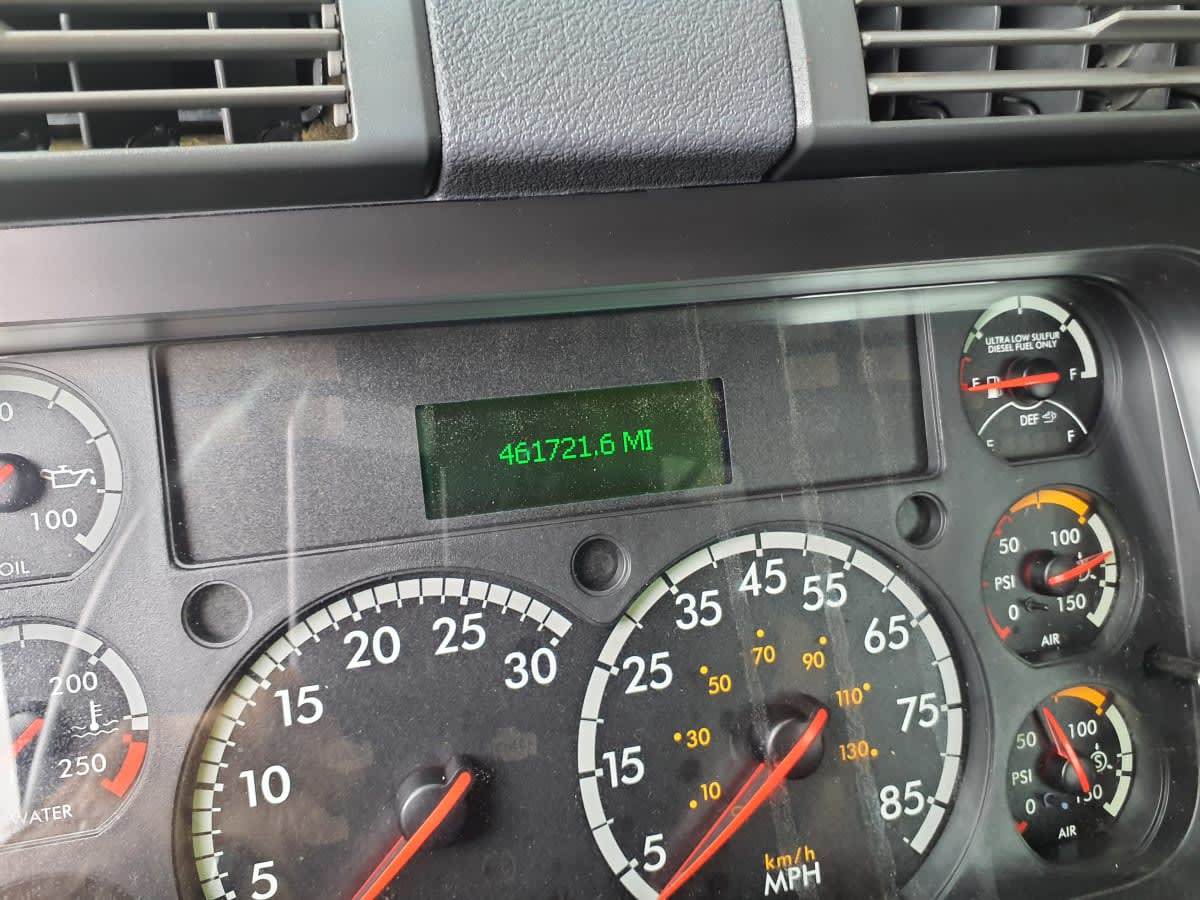 461721.6 MI
ULTRA LOW SULFUR
DIESEL FUEL ONLY
E F
DEF
E F
0
100
OIL
50 100
PSI
0 150
AIR
200
250
WATER
5 10 15 20 25 30
5 15 25 35 45 55 65 75 85
10 30 50 70 90 110 130
km/h
MPH
50 100
PSI
0 150
AIR